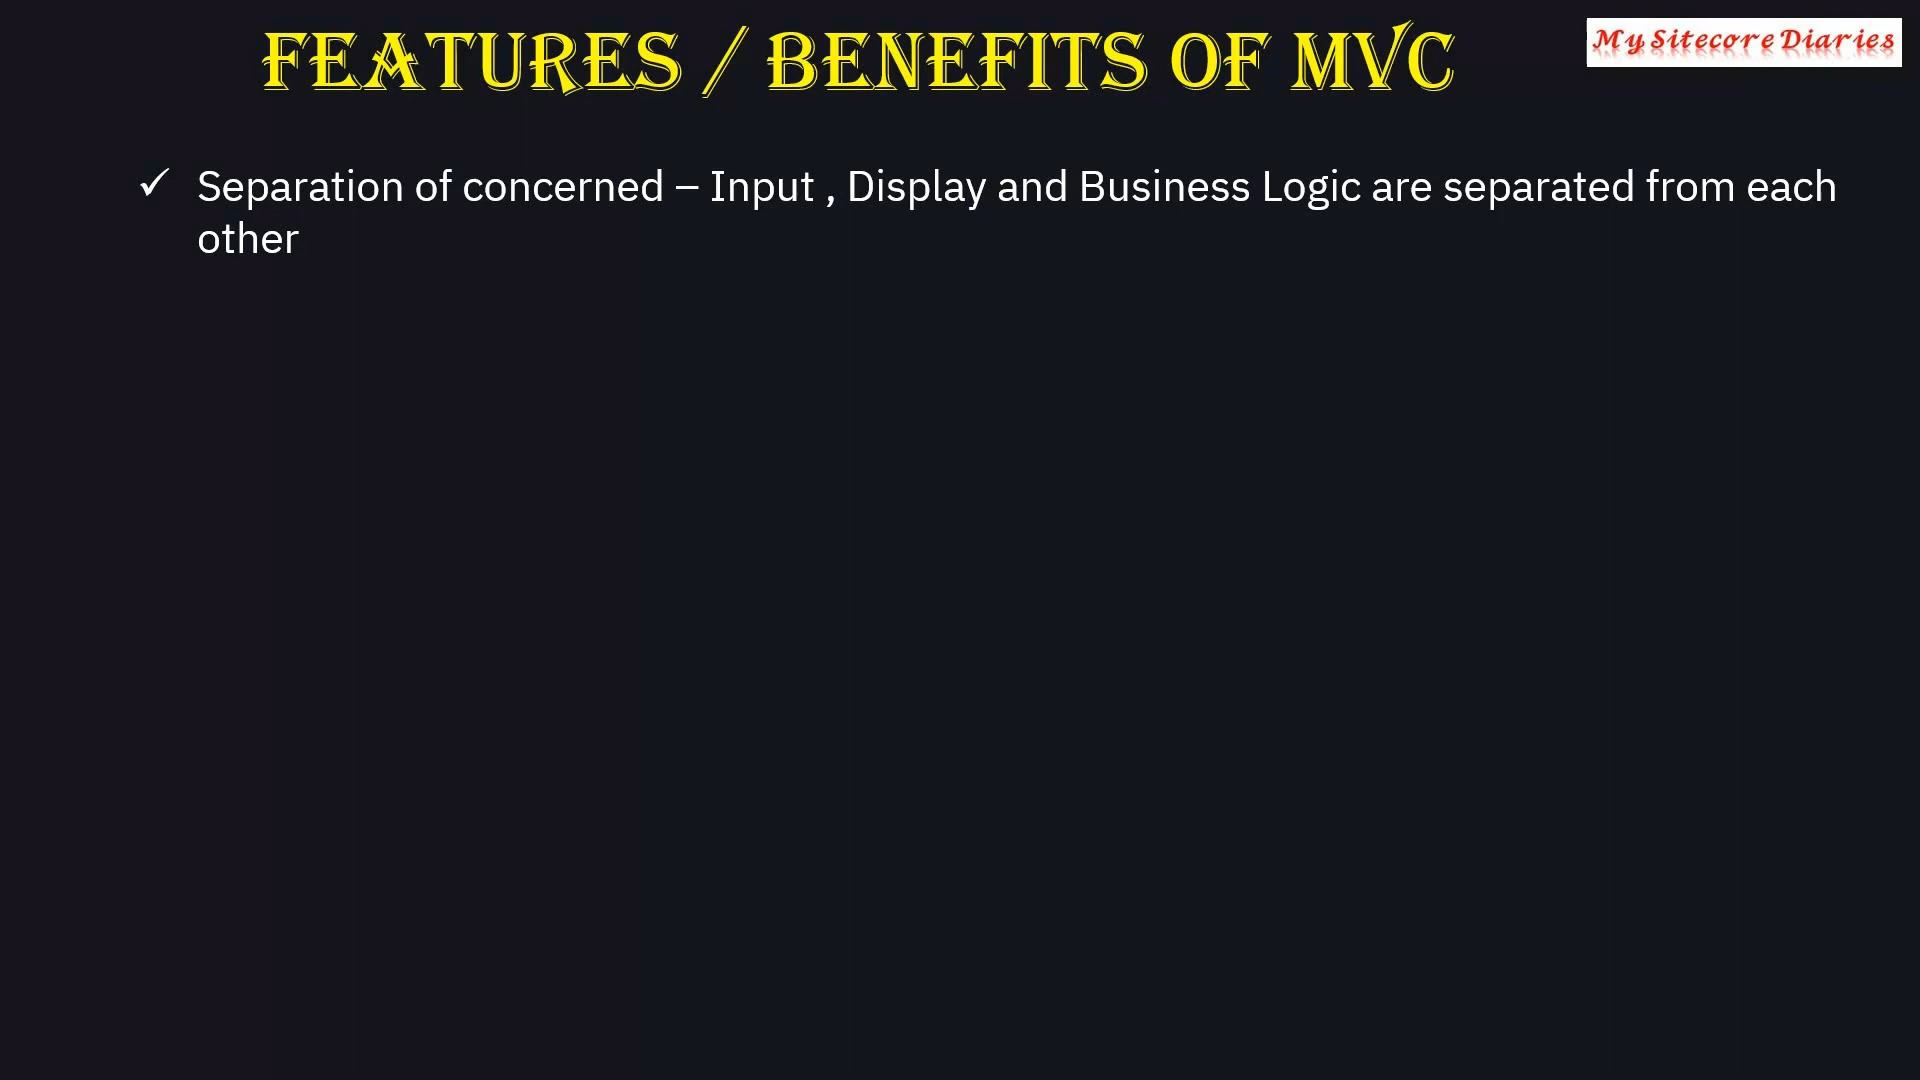 FEATURES / BENEFITS OF MVC
My Sitecore Diaries
✓ Separation of concerned – Input , Display and Business Logic are separated from each
other